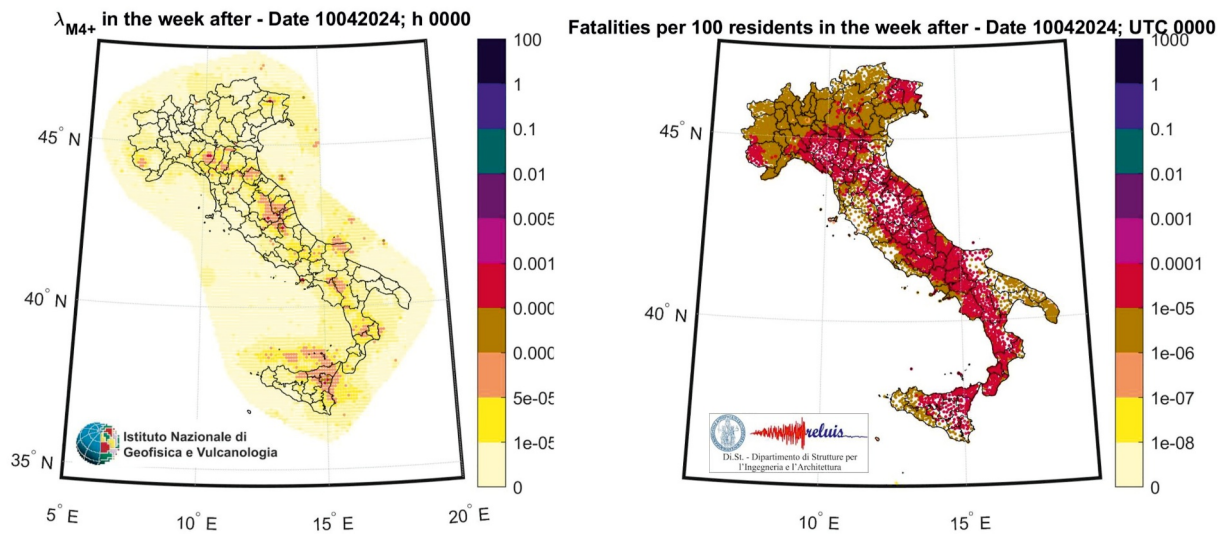 λM4+ in the week after - Date 10042024; h 0000
100
1
0.1
0.01
0.005
0.001
0.000
0.000
5e-05
1e-05
0
45° N
40° N
35° N
5° E
10° E
15° E
20° E
Istituto Nazionale di
Geofisica e Vulcanologia
Fatalities per 100 residents in the week after - Date 10042024; UTC 0000
1000
1
0.1
0.01
0.001
0.0001
1e-05
1e-06
1e-07
1e-08
0
45° N
40° N
10° E
15° E
reluis
Di.St. - Dipartimento di Strutture per
l'Ingegneria e l'Architettura